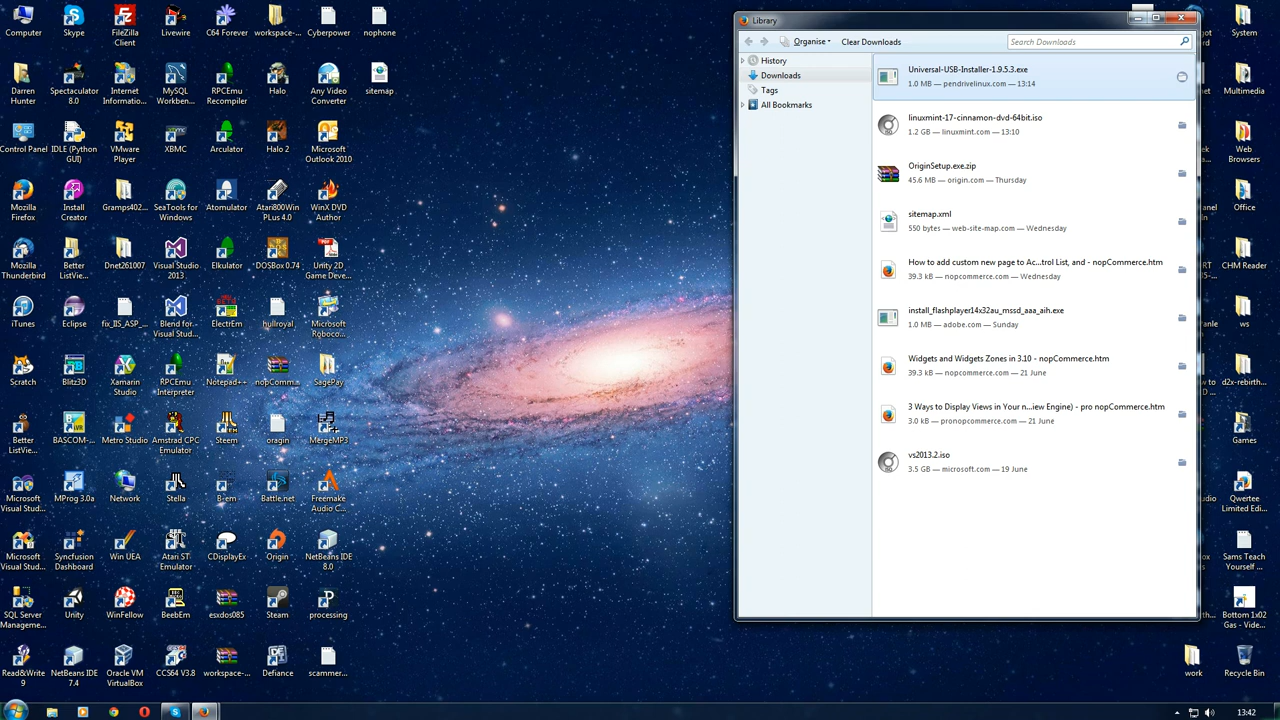 Computer
Skype
FileZilla
Client
Livewire
C64 Forever
workspace-...
Cyberpower
nophone
Darren
Hunter
Spectaculator
8.0
Internet
Informatio...
MySQL
Workben...
RPCEmu
Recompiler
Halo
Any Video
Converter
sitemap
Control Panel
IDLE (Python
GUI)
VMware
Player
XBMC
Arculator
Halo 2
Microsoft
Outlook 2010
Mozilla
Firefox
Install
Creator
Gramps402...
SeaTools for
Windows
Atomulator
Atari800Win
PLus 4.0
WinX DVD
Author
Mozilla
Thunderbird
Better
ListVie...
Dnet261007
Visual Studio
2013
Elkulator
DOSBox 0.74
Unity 2D
Game Deve...
iTunes
Eclipse
fix_IIS_ASP_...
Blend for
Visual Studi...
ElectrEm
hullroyal
Microsoft
Roboco...
Scratch
Blitz3D
Xamarin
Studio
RPCEmu
Interpreter
Notepad++
nopComm...
SagePay
Better
ListView...
BASCOM-...
Metro Studio
Amstrad CPC
Emulator
Steem
oragin
MergeMP3
Microsoft
Visual Stud...
MProg 3.0a
Network
Stella
B-em
Battle.net
Freemake
Audio C...
Microsoft
Visual Stud...
Syncfusion
Dashboard
Win UEA
Atari ST
Emulator
CDisplayEx
Origin
NetBeans IDE
8.0
SQL Server
Manageme...
Unity
WinFellow
BeebEm
esxdos085
Steam
processing
Read&Write
9
NetBeans IDE
7.4
Oracle VM
VirtualBox
CCS64 V3.8
workspace-...
Defiance
scammer...
Library
Organise
Clear Downloads
Search Downloads
History
Downloads
Tags
All Bookmarks
Universal-USB-Installer-1.9.5.3.exe
1.0 MB — pendrivelinux.com — 13:14
linuxmint-17-cinnamon-dvd-64bit.iso
1.2 GB — linuxmint.com — 13:10
OriginSetup.exe.zip
45.6 MB — origin.com — Thursday
sitemap.xml
550 bytes — web-site-map.com — Wednesday
How to add custom new page to Ac...trol List, and - nopCommerce.htm
39.3 kB — nopcommerce.com — Wednesday
install_flashplayer14x32au_mssd_aaa_aih.exe
1.0 MB — adobe.com — Sunday
Widgets and Widgets Zones in 3.10 - nopCommerce.htm
39.3 kB — nopcommerce.com — 21 June
3 Ways to Display Views in Your n...iew Engine) - pro nopCommerce.htm
3.0 kB — pronopcommerce.com — 21 June
vs2013.2.iso
3.5 GB — microsoft.com — 19 June
System
Multimedia
Web
Browsers
Office
CHM Reader
ws
d2x-rebirth...
Games
Qwertee
Limited Edi...
Sams Teach
Yourself ...
Bottom 1x02
Gas - Vide...
work
Recycle Bin
13:42